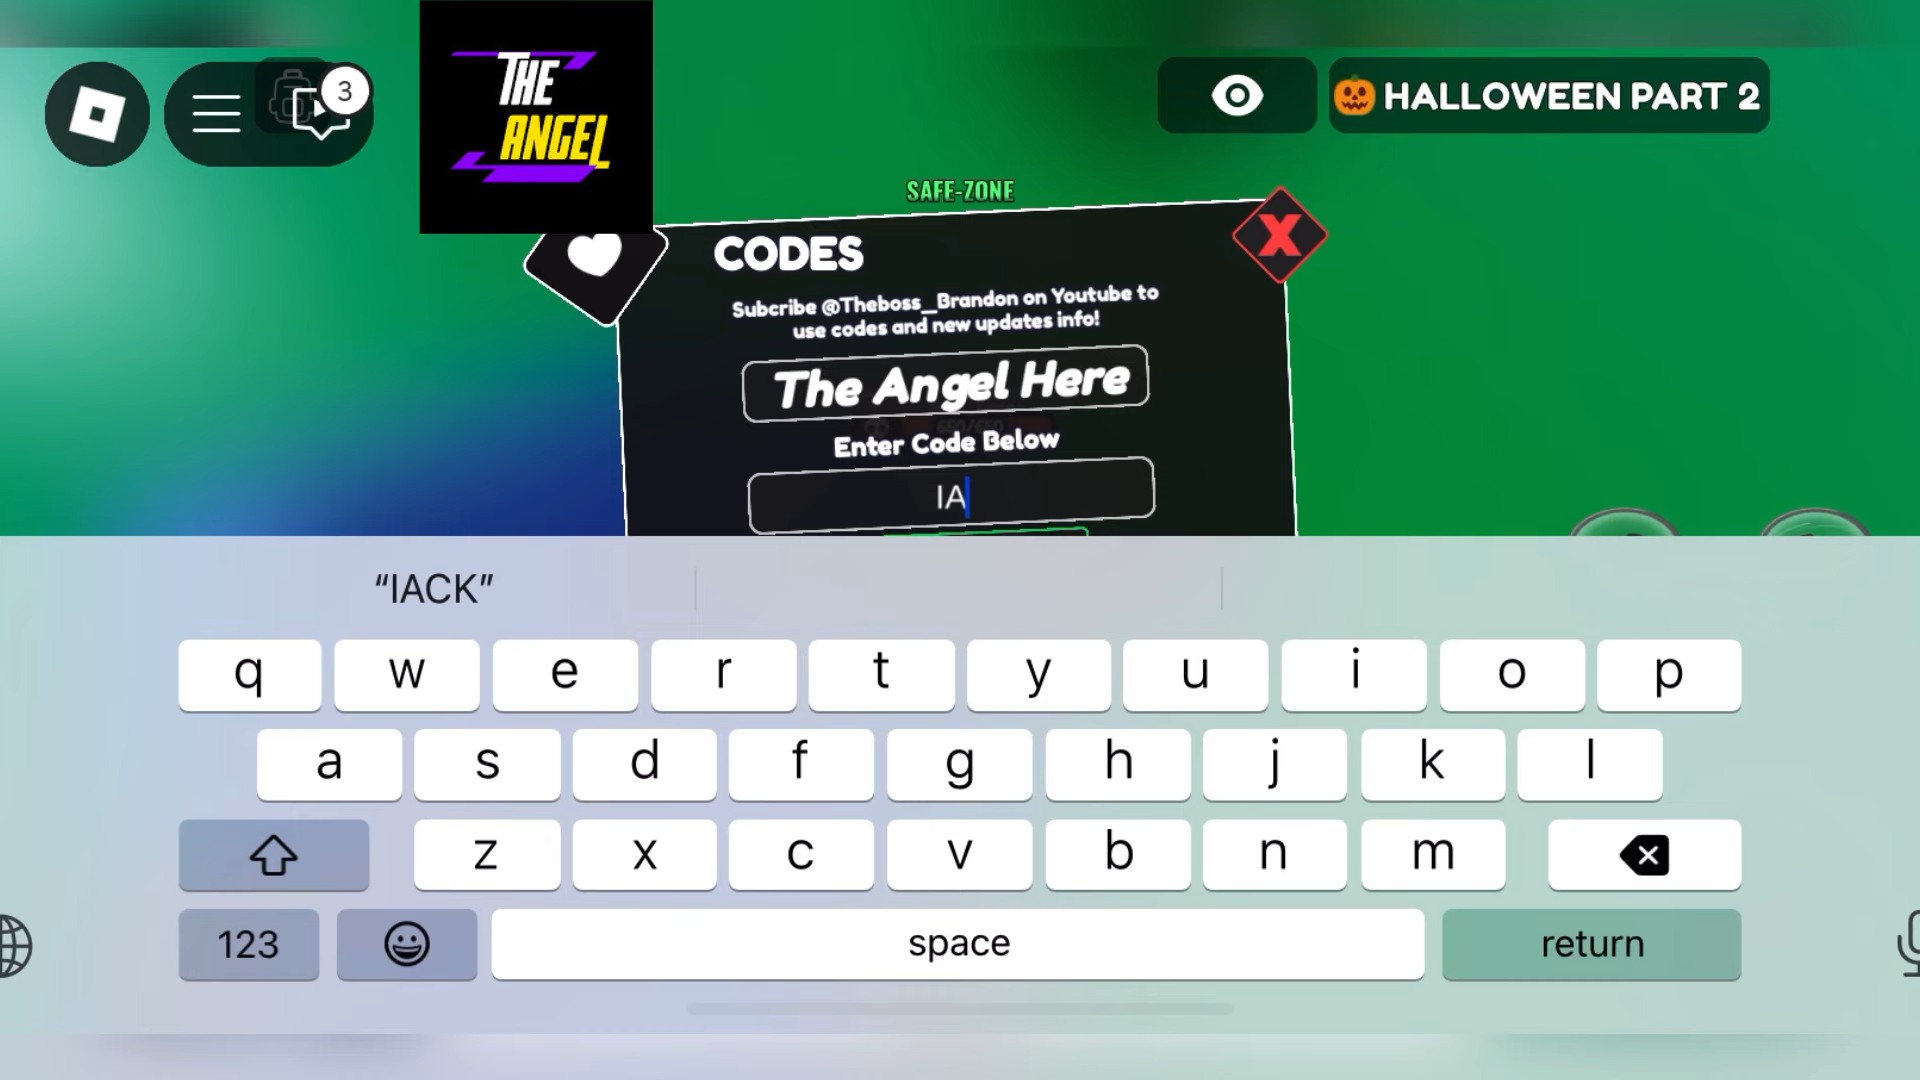 3
THE
ANGEL
🎃 HALLOWEEN PART 2
SAFE-ZONE
X
CODES
Subcribe @Theboss__Brandon on Youtube to
use codes and new updates info!
The Angel Here
Enter Code Below
IA
“IACK”
q w e r t y u i o p
a s d f g h j k l
z x c v b n m
123 space return